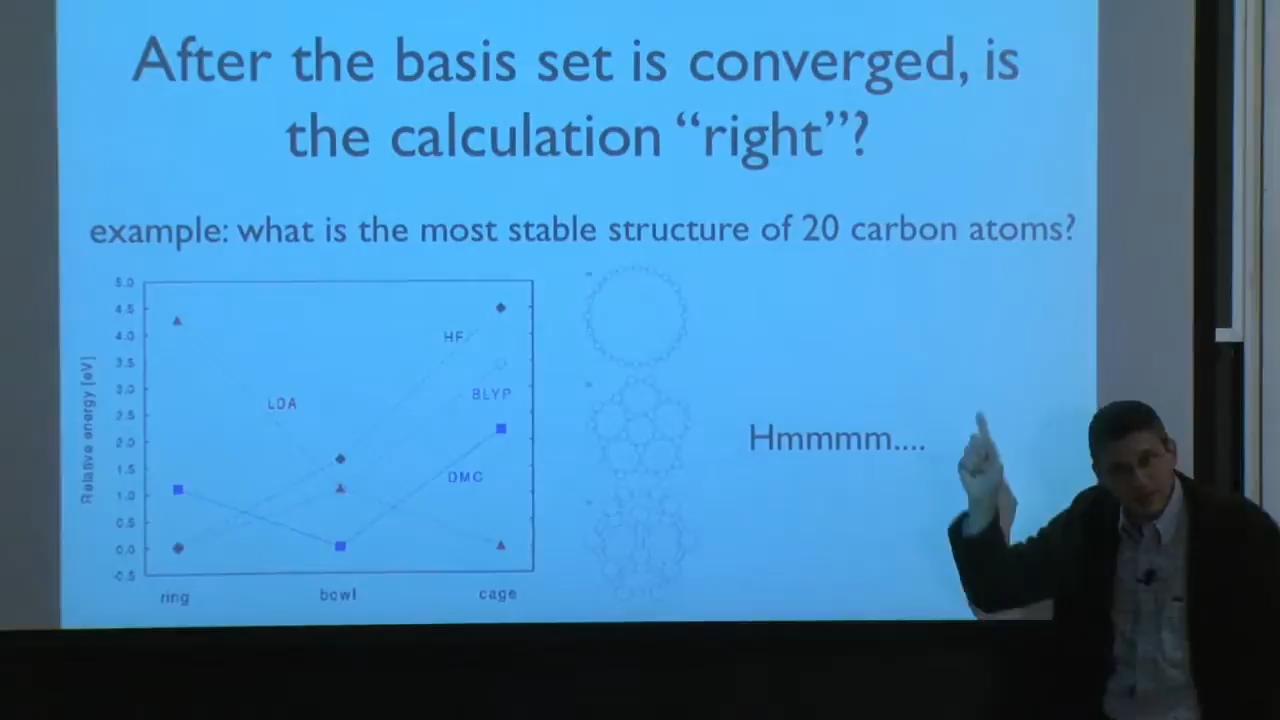 After the basis set is converged, is
the calculation “right”?
example: what is the most stable structure of 20 carbon atoms?
5.0
4.5
4.0
3.5
3.0
2.5
2.0
1.5
1.0
0.5
0.0
-0.5
Relative energy [eV]
HF
LDA
BLYP
DMC
ring bowl cage
Hmmmm....